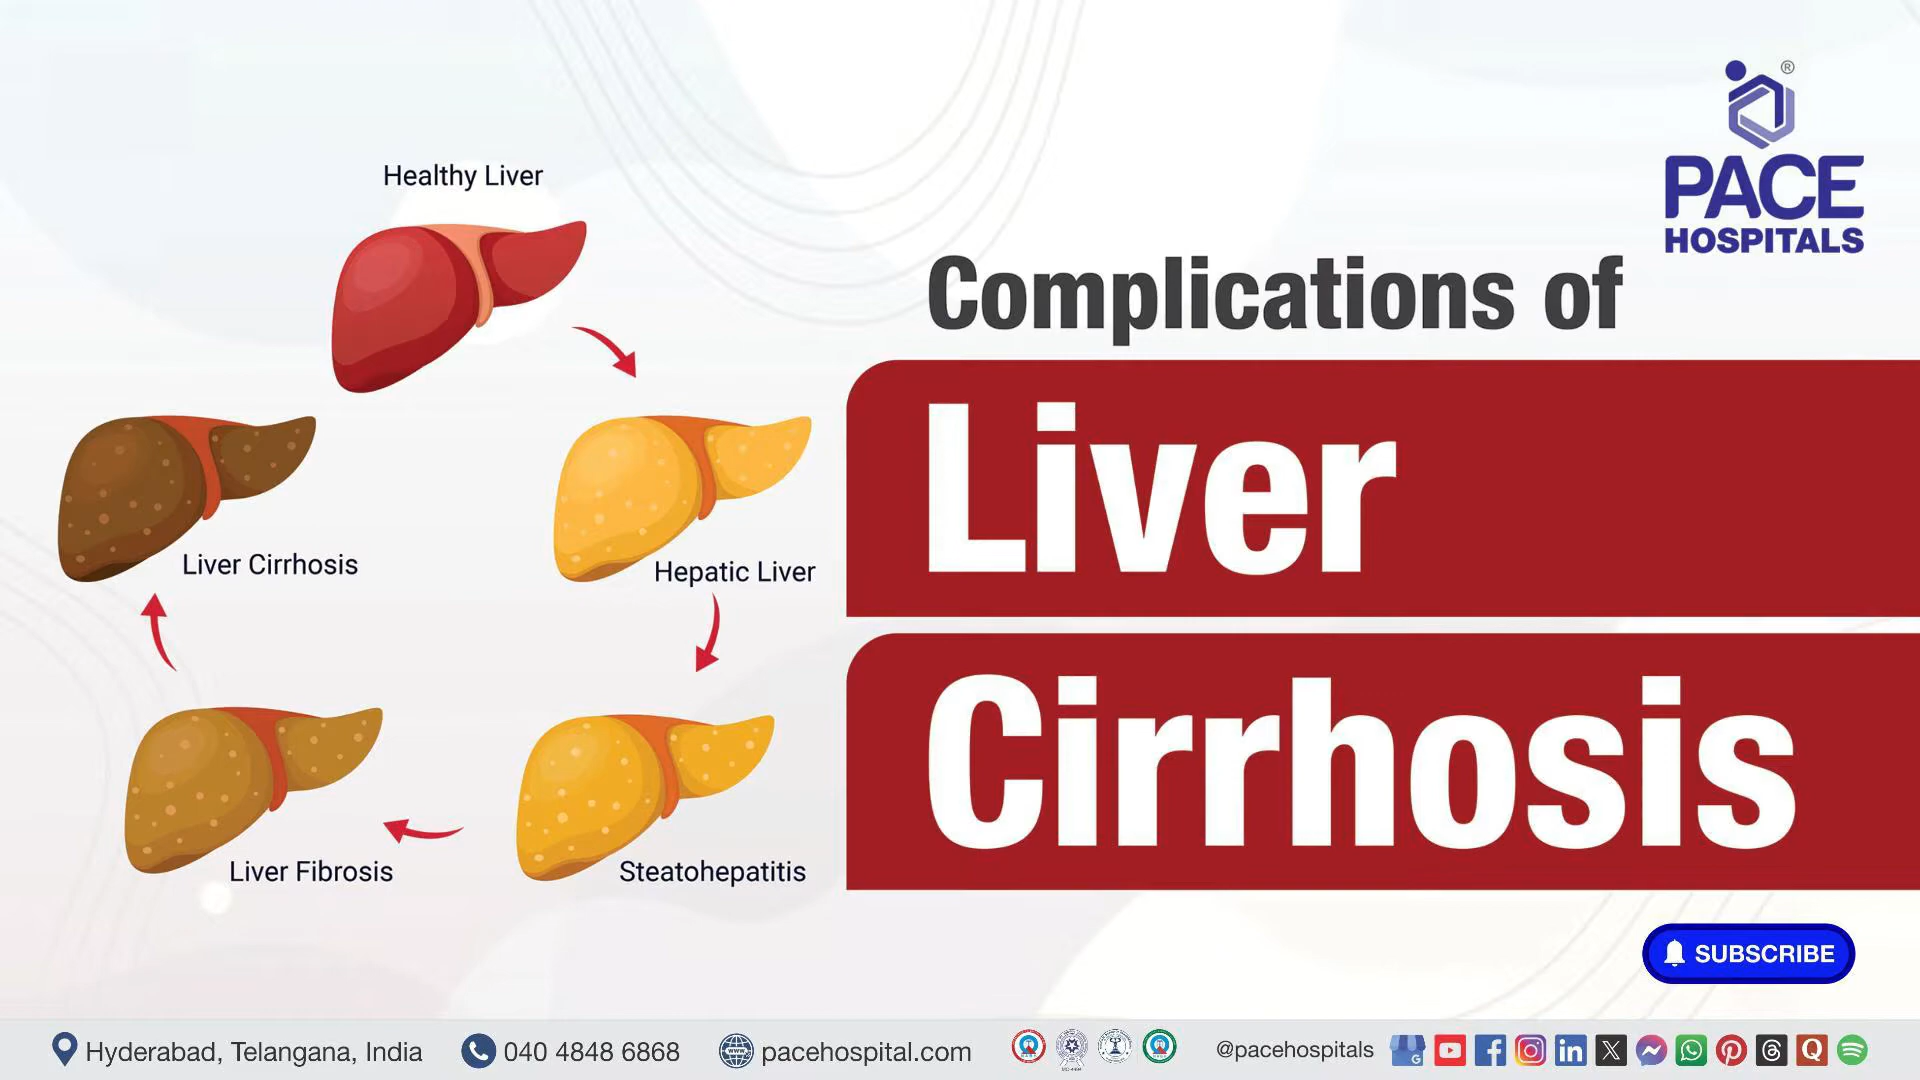 Healthy Liver
®
PACE
HOSPITALS
Complications of
Liver
Cirrhosis
Liver Cirrhosis
Hepatic Liver
Liver Fibrosis
Steatohepatitis
SUBSCRIBE
Hyderabad, Telangana, India 040 4848 6868 pacehospital.com @pacehospitals